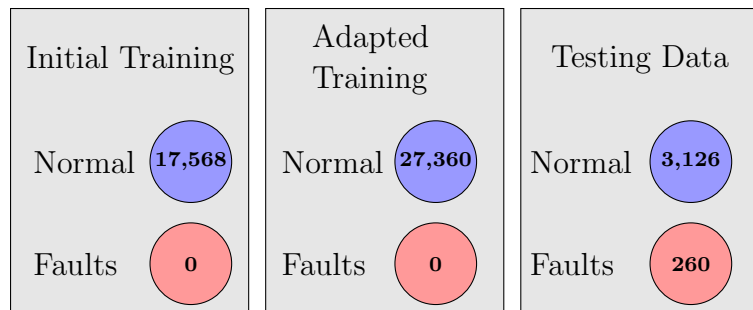 Initial Training
Normal 17,568
Faults 0
Adapted
Training
Normal 27,360
Faults 0
Testing Data
Normal 3,126
Faults 260